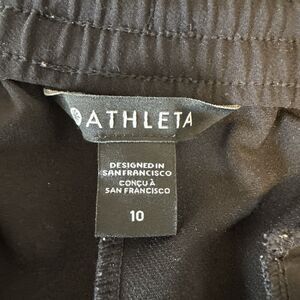 ATHLETA
DESIGNED IN
SAN FRANCISCO
CONÇU À
SAN FRANCISCO
10